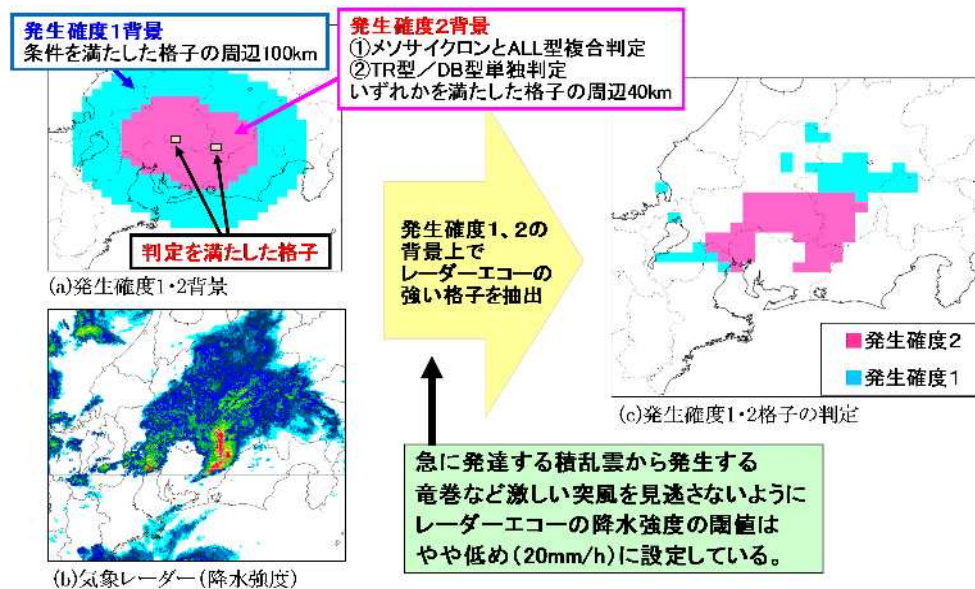 発生確度1背景
条件を満たした格子の周辺100km
発生確度2背景
①メソサイクロンとALL型複合判定
②TR型／DB型単独判定
いずれかを満たした格子の周辺40km
判定を満たした格子
(a)発生確度1・2背景
発生確度1、2の
背景上で
レーダーエコーの
強い格子を抽出
発生確度2
発生確度1
(c)発生確度1・2格子の判定
急に発達する積乱雲から発生する
竜巻など激しい突風を見逃さないように
レーダーエコーの降水強度の閾値は
やや低め(20mm/h)に設定している。
(b)気象レーダー(降水強度)